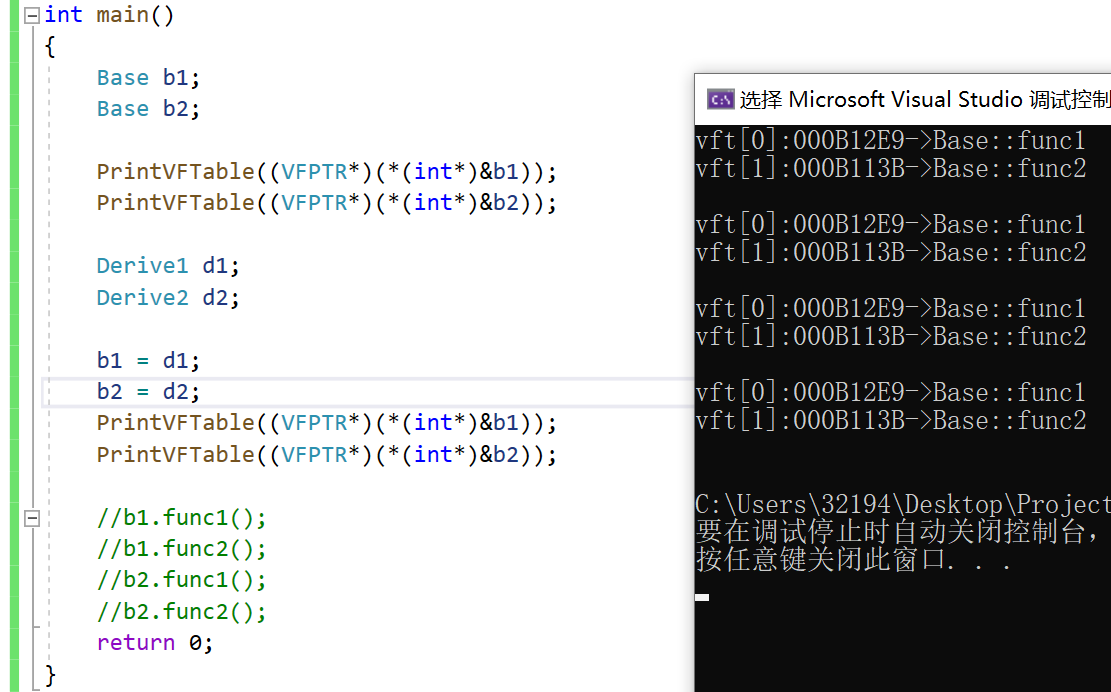 int main()
{
Base b1;
Base b2;
PrintVFTable((VFPTR*)(*(int*)&b1));
PrintVFTable((VFPTR*)(*(int*)&b2));
Derive1 d1;
Derive2 d2;
b1 = d1;
b2 = d2;
PrintVFTable((VFPTR*)(*(int*)&b1));
PrintVFTable((VFPTR*)(*(int*)&b2));
//b1.func1();
//b1.func2();
//b2.func1();
//b2.func2();
return 0;
}
C:\ 选择 Microsoft Visual Studio 调试控制
vft[0]:000B12E9->Base::func1
vft[1]:000B113B->Base::func2
vft[0]:000B12E9->Base::func1
vft[1]:000B113B->Base::func2
vft[0]:000B12E9->Base::func1
vft[1]:000B113B->Base::func2
vft[0]:000B12E9->Base::func1
vft[1]:000B113B->Base::func2
C:\Users\32194\Desktop\Project
要在调试停止时自动关闭控制台，
按任意键关闭此窗口. . .